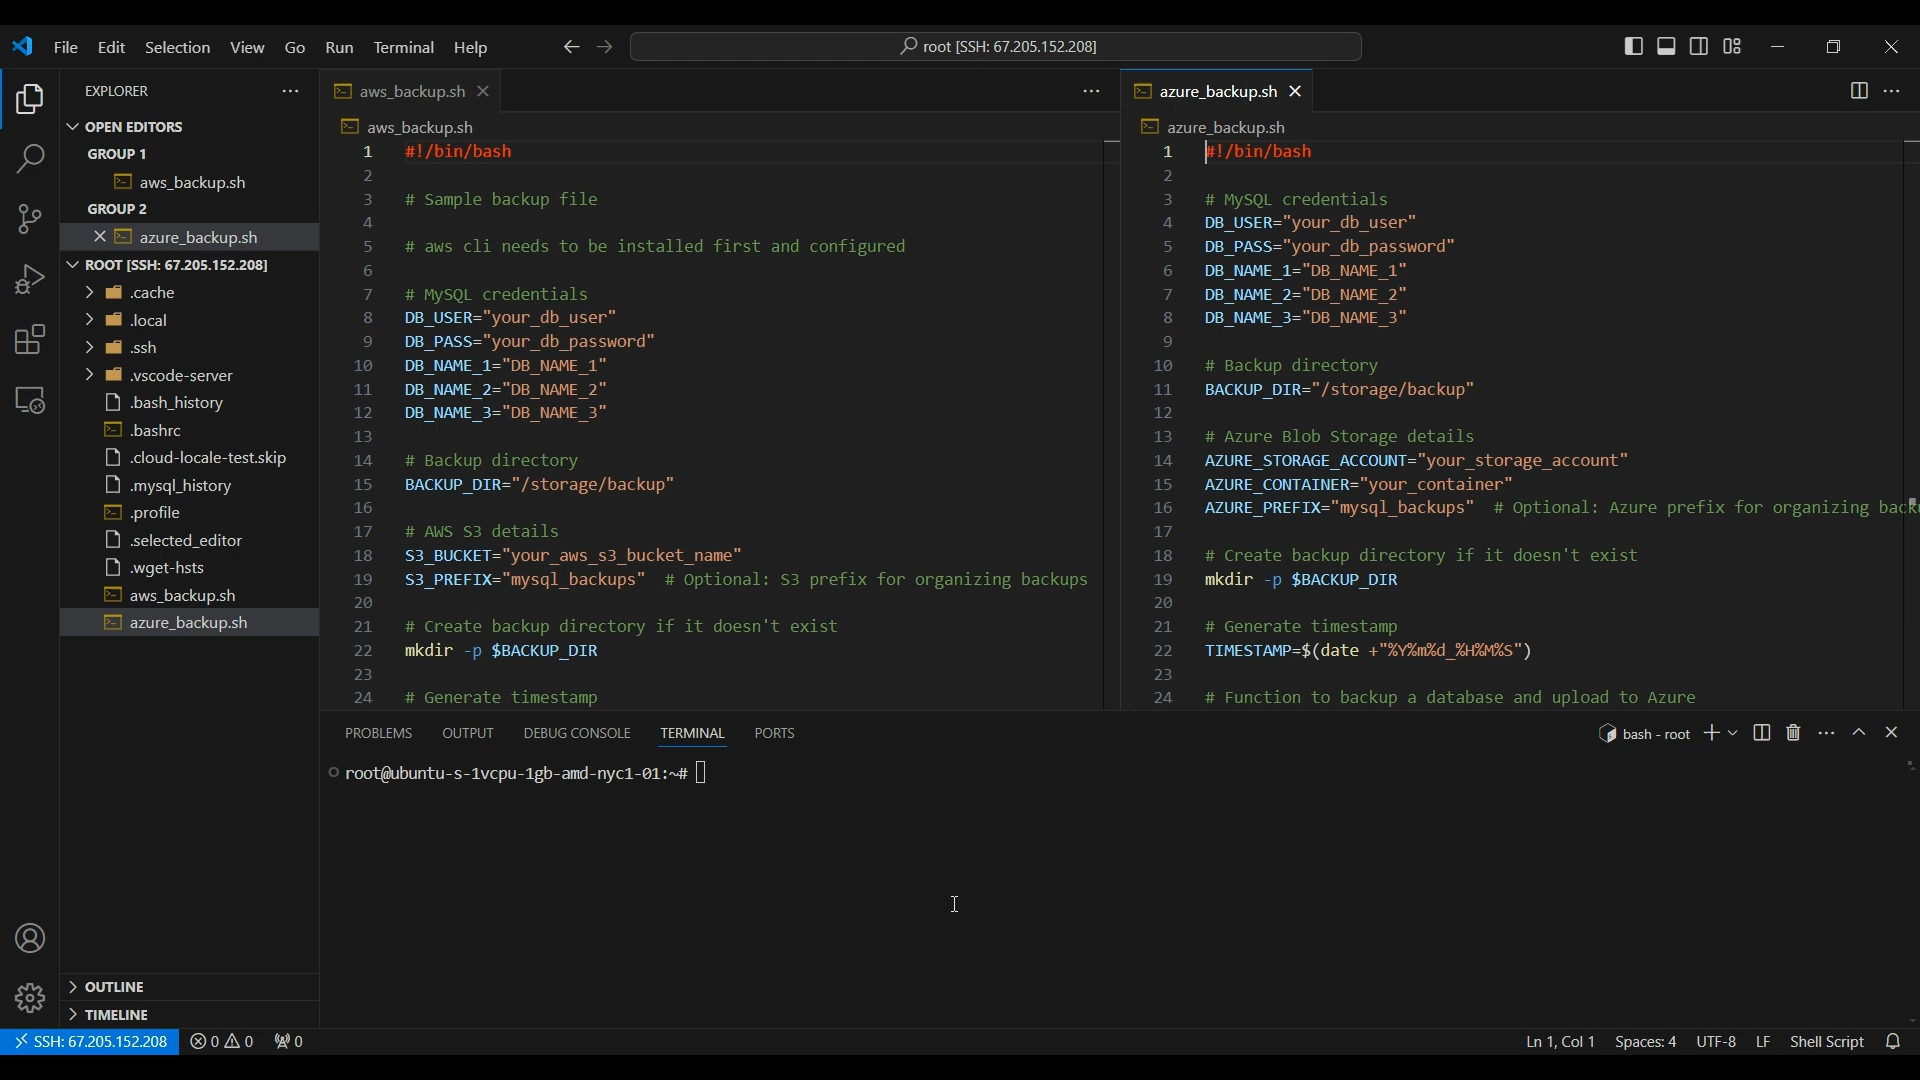 File Edit Selection View Go Run Terminal Help
root [SSH: 67.205.152.208]
EXPLORER
OPEN EDITORS
GROUP 1
aws_backup.sh
GROUP 2
azure_backup.sh
ROOT [SSH: 67.205.152.208]
.cache
.local
.ssh
.vscode-server
.bash_history
.bashrc
.cloud-locale-test.skip
.mysql_history
.profile
.selected_editor
.wget-hsts
aws_backup.sh
azure_backup.sh
OUTLINE
TIMELINE
aws_backup.sh
aws_backup.sh
1 #!/bin/bash
2
3 # Sample backup file
4
5 # aws cli needs to be installed first and configured
6
7 # MySQL credentials
8 DB_USER="your_db_user"
9 DB_PASS="your_db_password"
10 DB_NAME_1="DB_NAME_1"
11 DB_NAME_2="DB_NAME_2"
12 DB_NAME_3="DB_NAME_3"
13
14 # Backup directory
15 BACKUP_DIR="/storage/backup"
16
17 # AWS S3 details
18 S3_BUCKET="your_aws_s3_bucket_name"
19 S3_PREFIX="mysql_backups"  # Optional: S3 prefix for organizing backups
20
21 # Create backup directory if it doesn't exist
22 mkdir -p $BACKUP_DIR
23
24 # Generate timestamp
azure_backup.sh
azure_backup.sh
1 #!/bin/bash
2
3 # MySQL credentials
4 DB_USER="your_db_user"
5 DB_PASS="your_db_password"
6 DB_NAME_1="DB_NAME_1"
7 DB_NAME_2="DB_NAME_2"
8 DB_NAME_3="DB_NAME_3"
9
10 # Backup directory
11 BACKUP_DIR="/storage/backup"
12
13 # Azure Blob Storage details
14 AZURE_STORAGE_ACCOUNT="your_storage_account"
15 AZURE_CONTAINER="your_container"
16 AZURE_PREFIX="mysql_backups"  # Optional: Azure prefix for organizing back
17
18 # Create backup directory if it doesn't exist
19 mkdir -p $BACKUP_DIR
20
21 # Generate timestamp
22 TIMESTAMP=$(date +"%Y%m%d_%H%M%S")
23
24 # Function to backup a database and upload to Azure
PROBLEMS OUTPUT DEBUG CONSOLE TERMINAL PORTS
bash - root
root@ubuntu-s-1vcpu-1gb-amd-nyc1-01:~#
SSH: 67.205.152.208 0 0 0
Ln 1, Col 1 Spaces: 4 UTF-8 LF Shell Script